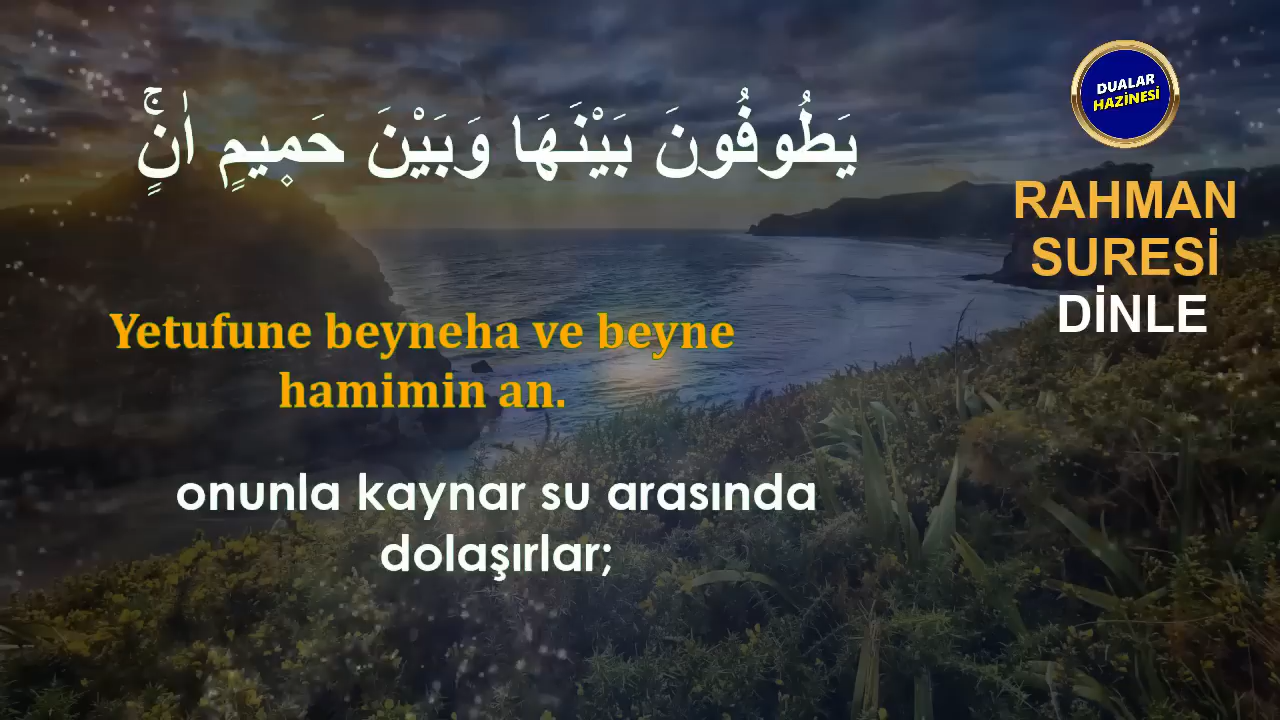 يَطُوفُونَ بَيْنَهَا وَبَيْنَ حَمٖيمٍ اٰنٍۚ
Yetufune beyneha ve beyne
hamimin an.
onunla kaynar su arasında
dolaşırlar;
DUALAR
HAZİNESİ
RAHMAN
SURESİ
DİNLE